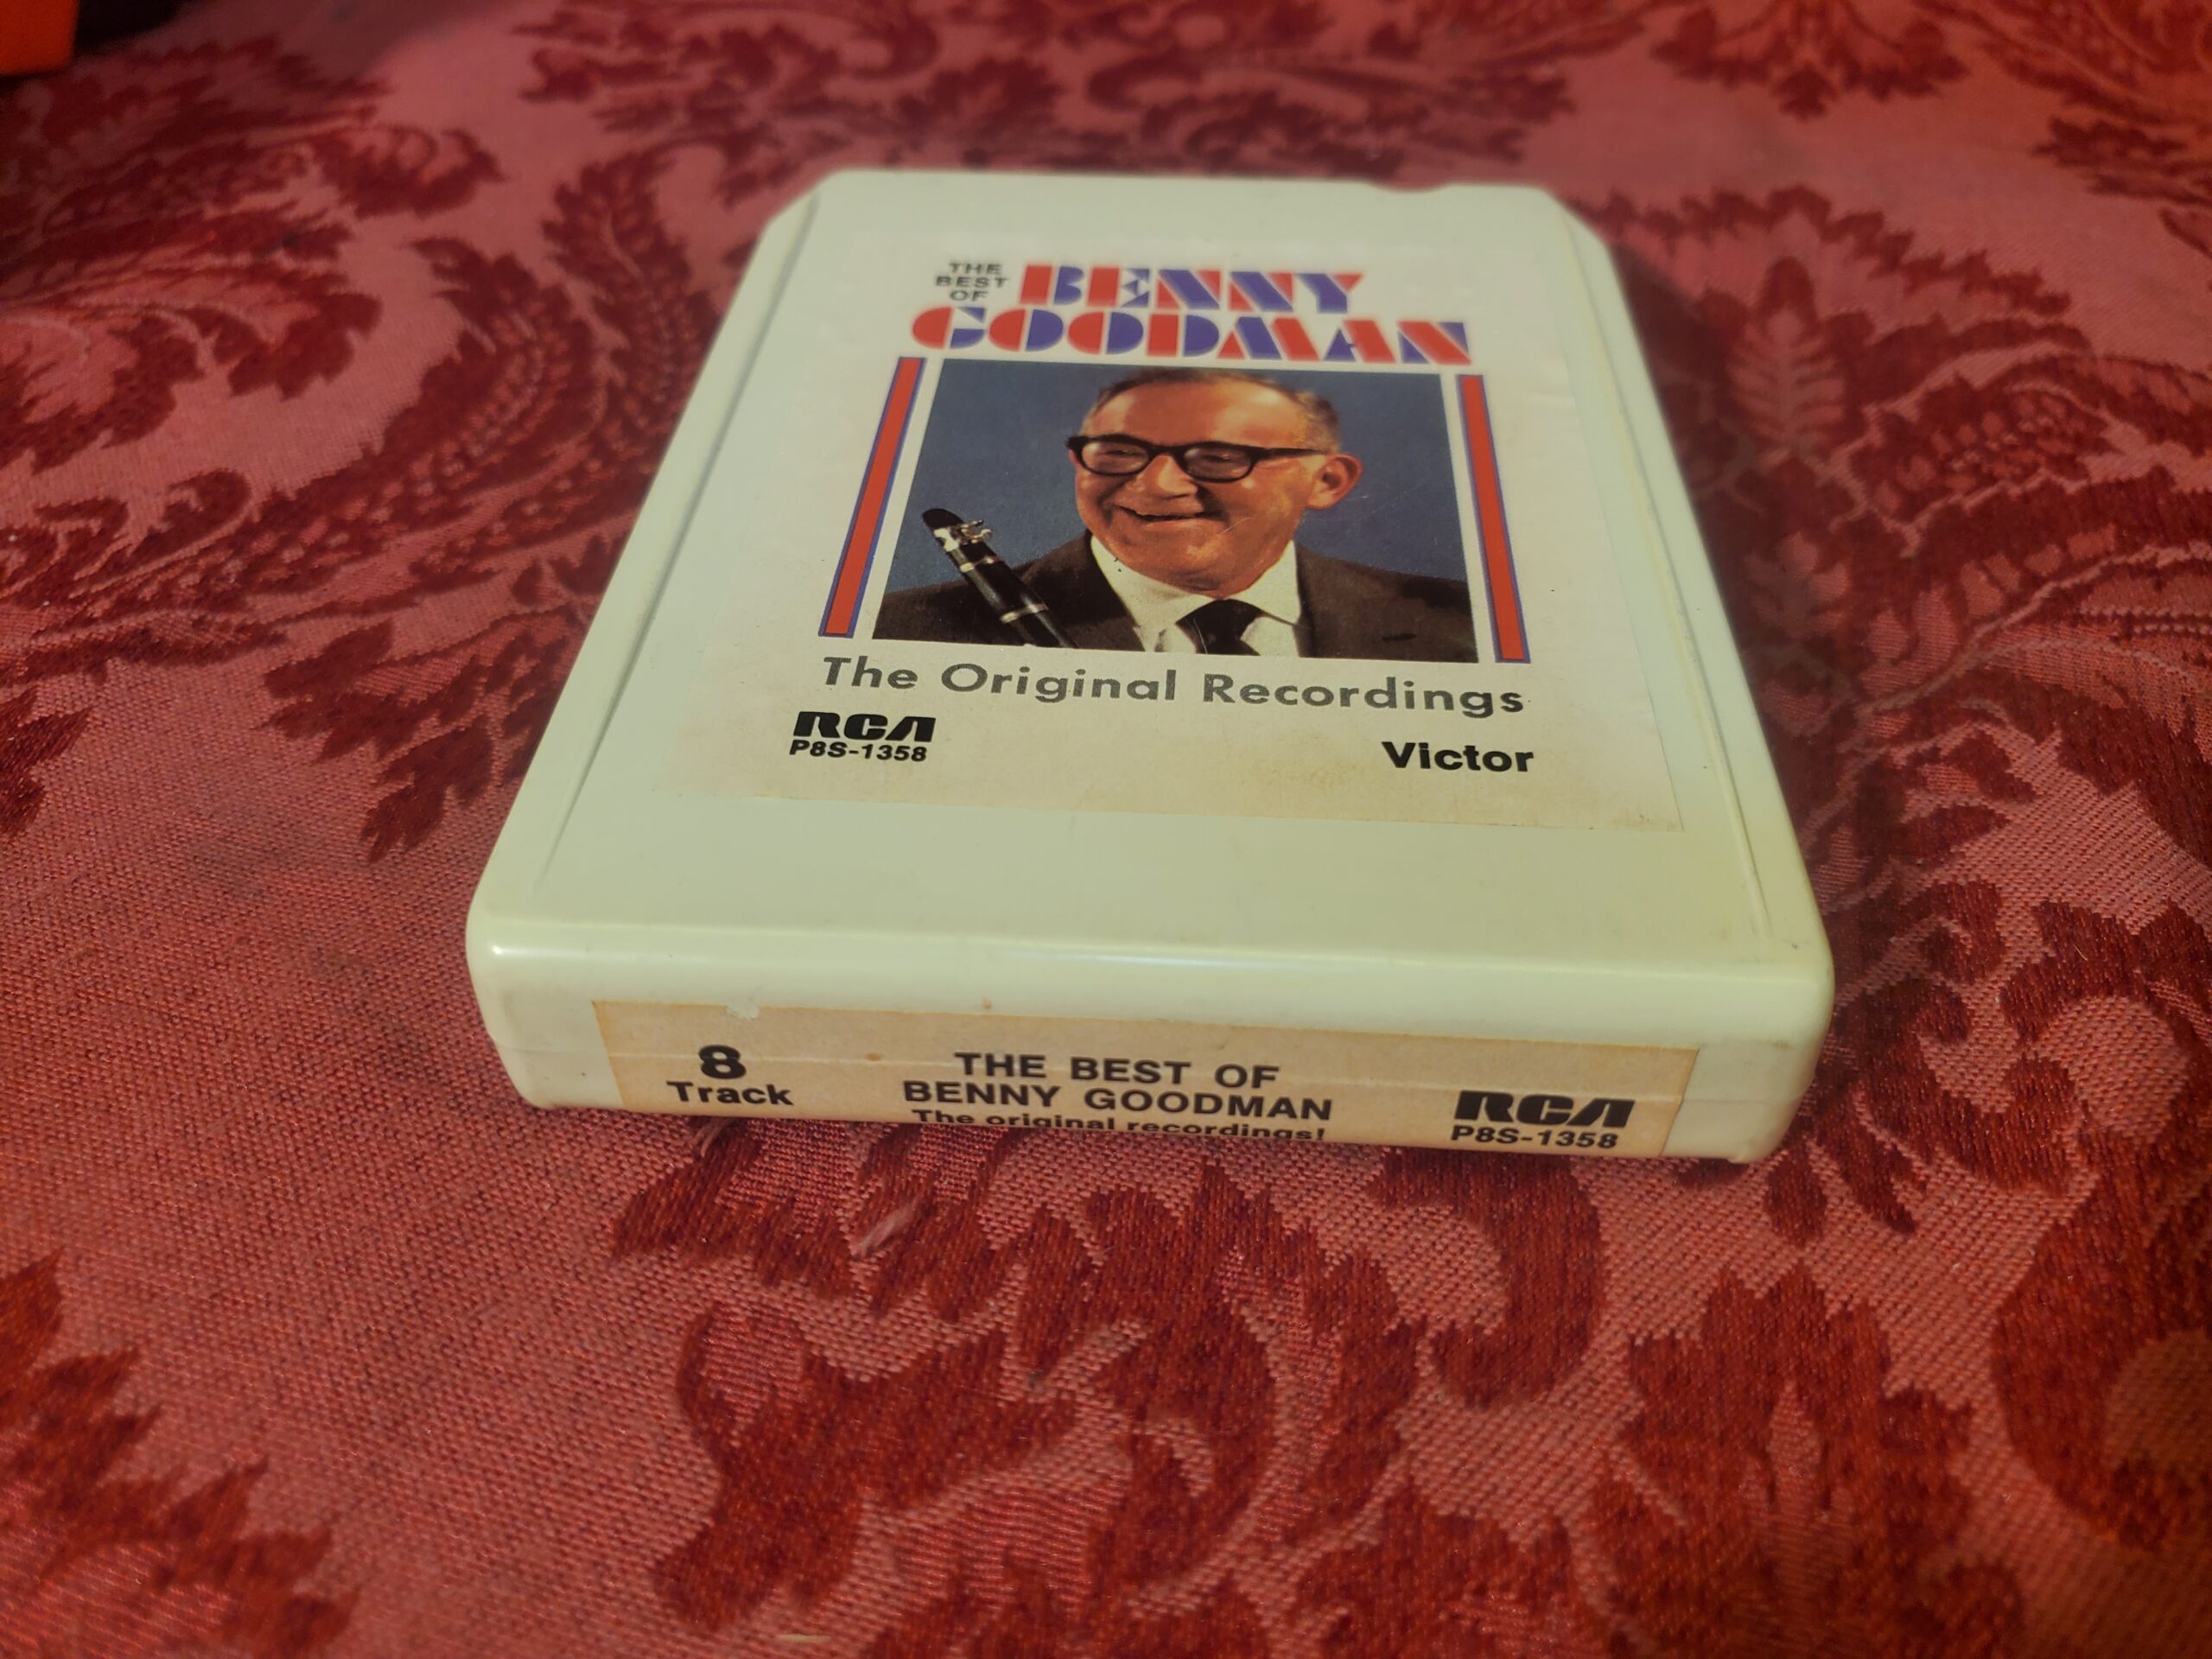 THE
BEST
OF
BENNY
GOODMAN
The Original Recordings
RCA
P8S-1358
Victor
8
Track
THE BEST OF
BENNY GOODMAN
The original recordings!
RCA
P8S-1358